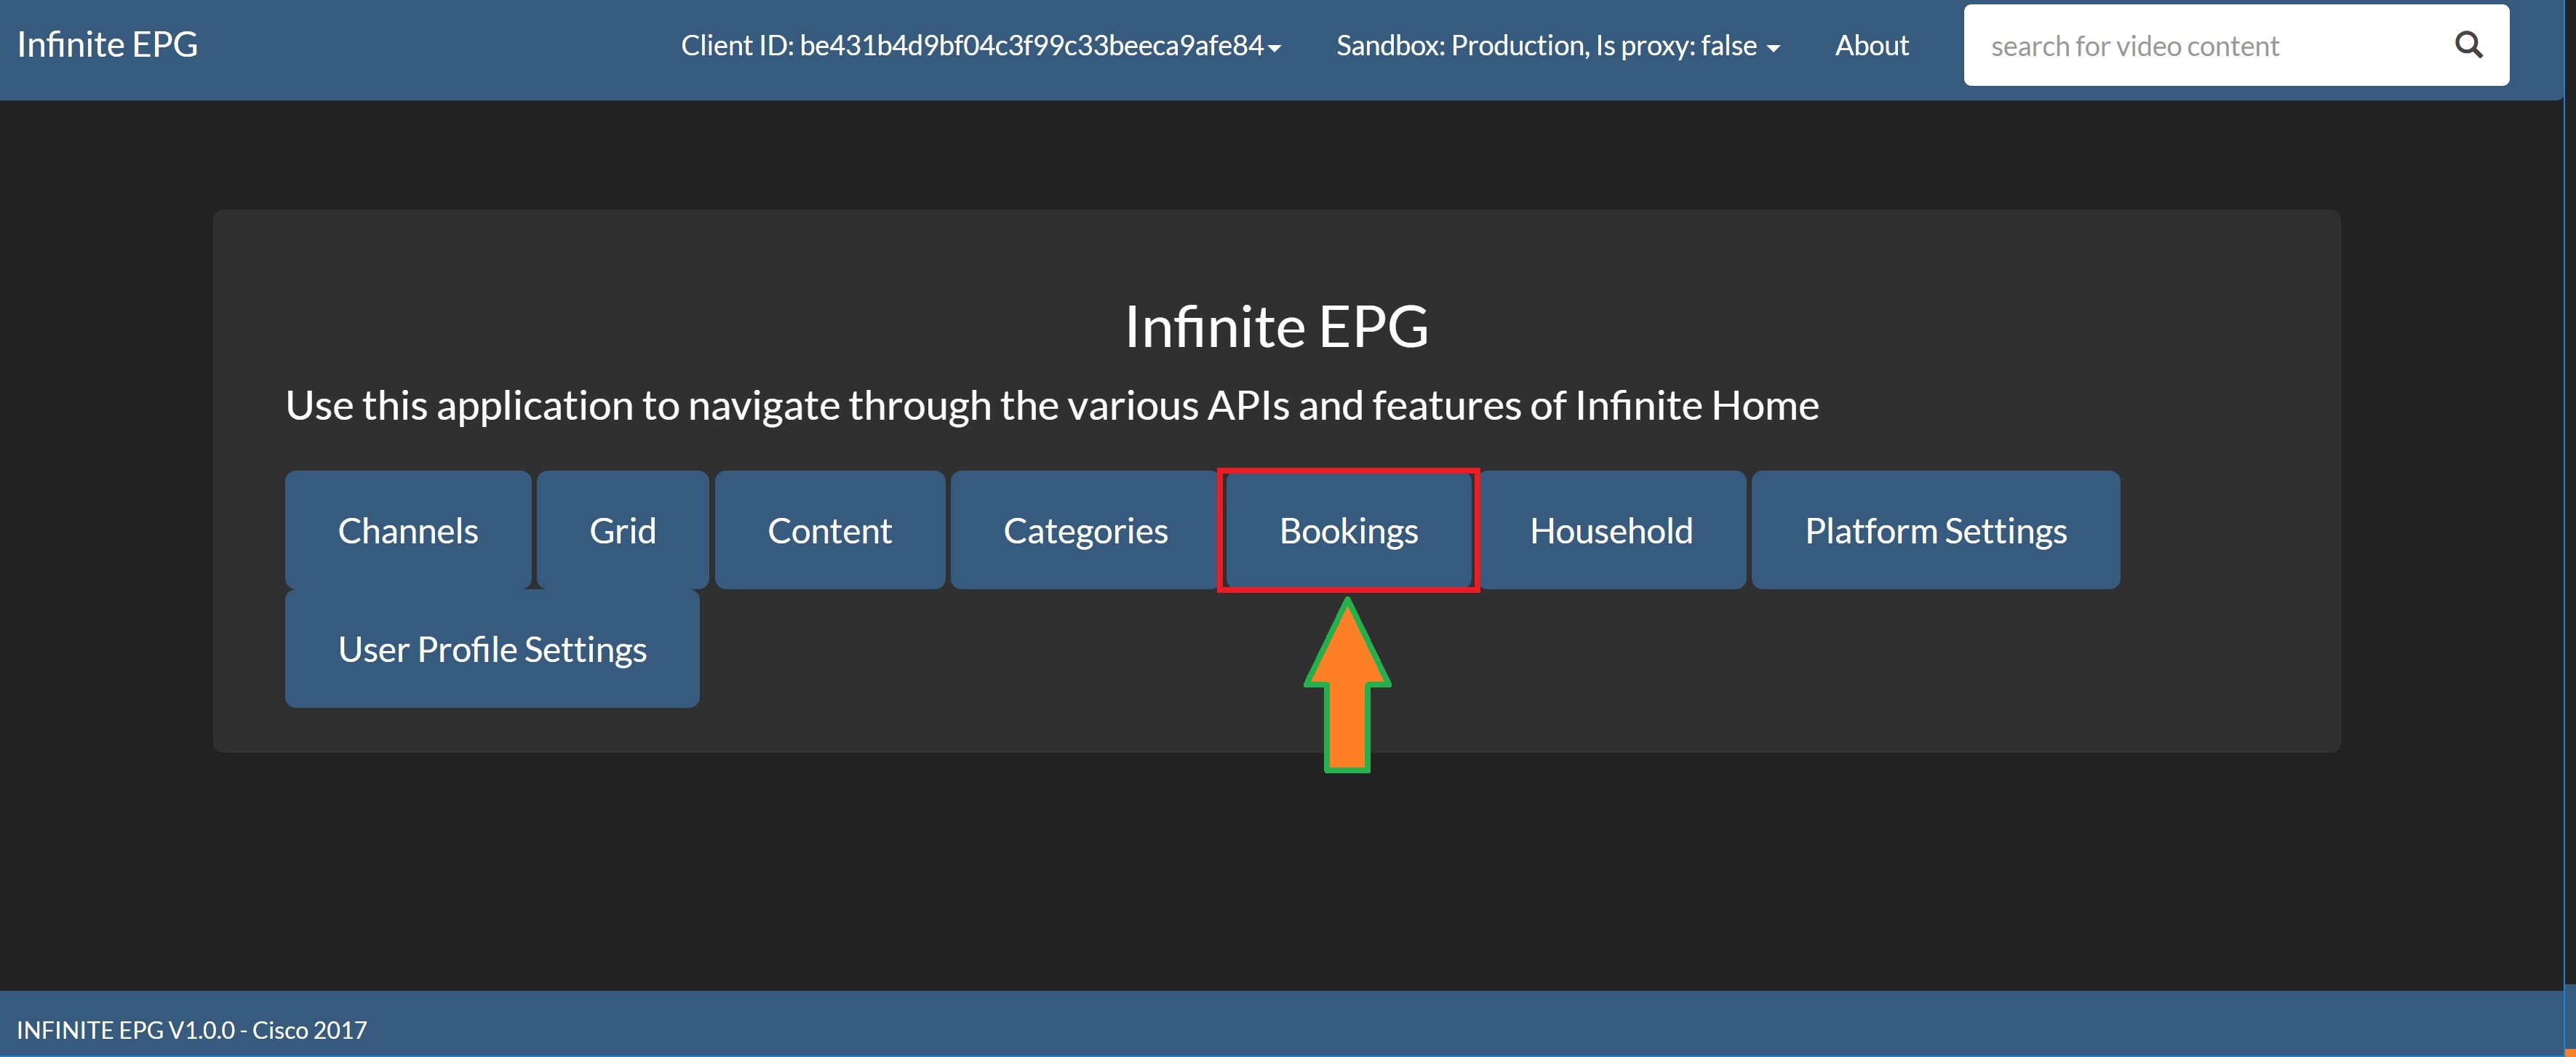 Infinite EPG Client ID: be431b4d9bf04c3f99c33beeca9afe84 Sandbox: Production, Is proxy: false About search for video content
Infinite EPG
Use this application to navigate through the various APIs and features of Infinite Home
Channels Grid Content Categories Bookings Household Platform Settings
User Profile Settings
INFINITE EPG V1.0.0 - Cisco 2017